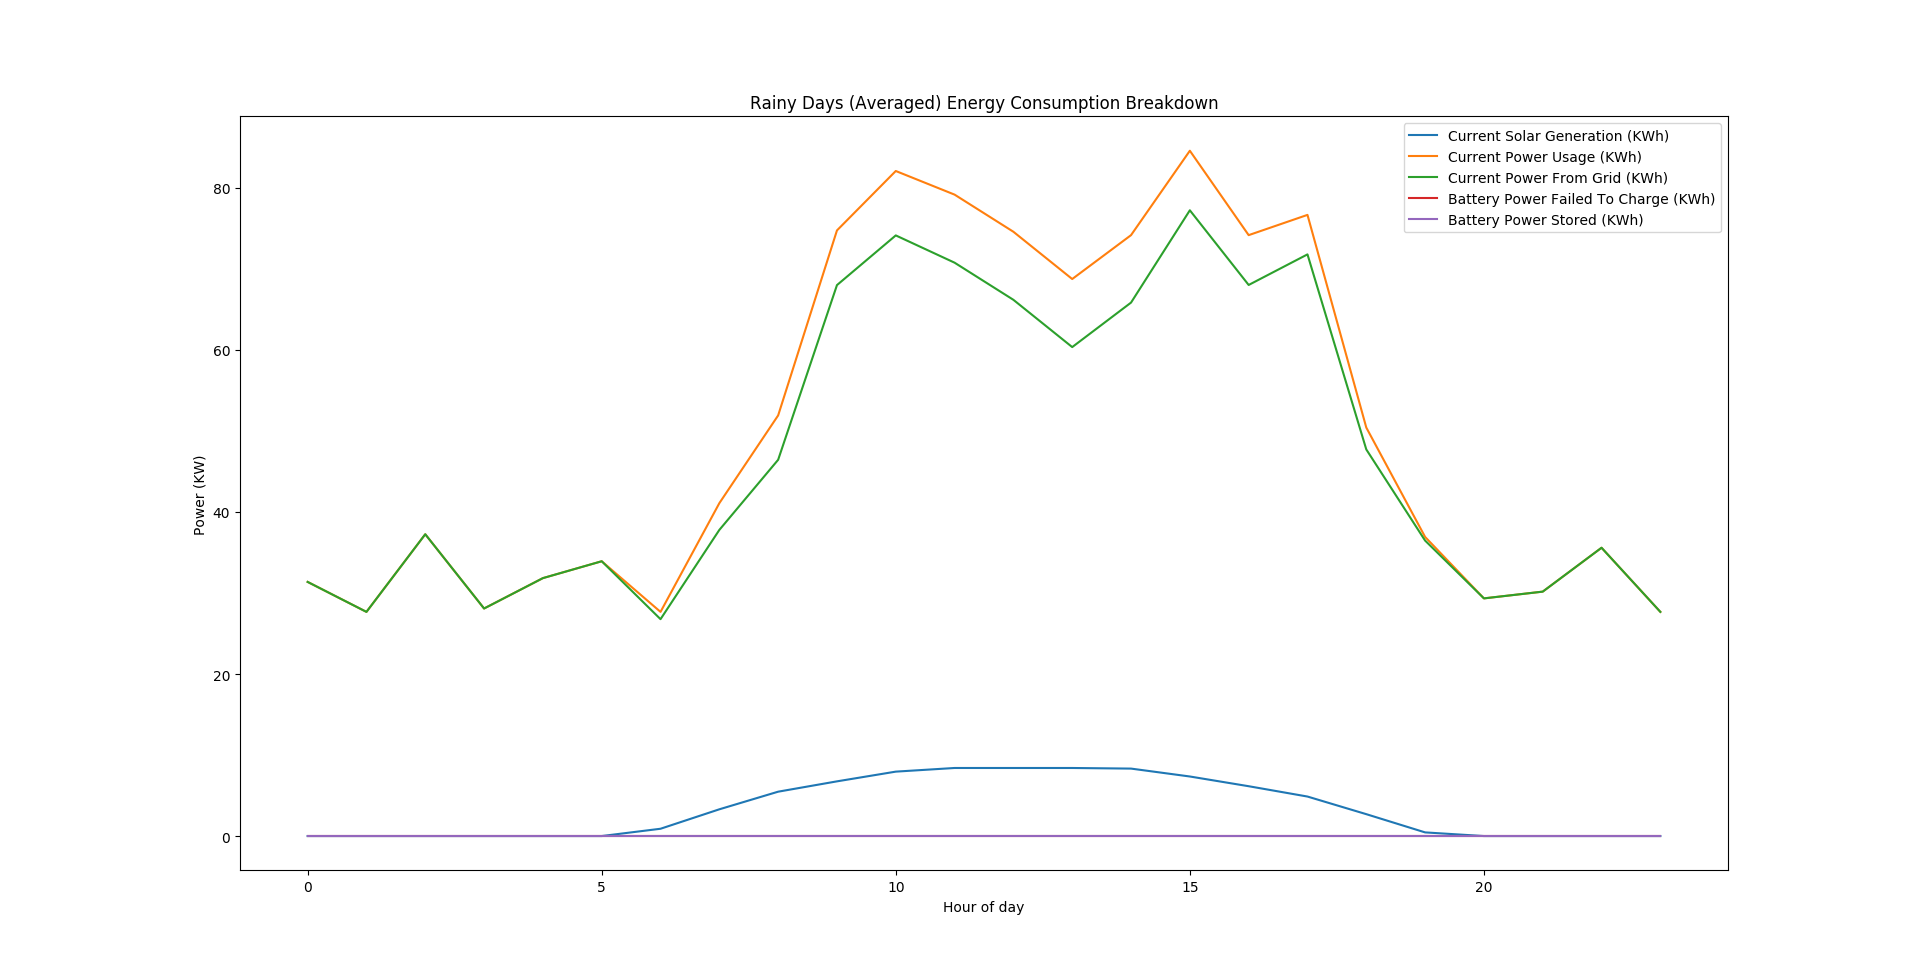 Rainy Days (Averaged) Energy Consumption Breakdown
Current Solar Generation (KWh)
Current Power Usage (KWh)
Current Power From Grid (KWh)
Battery Power Failed To Charge (KWh)
Battery Power Stored (KWh)
Power (KW)
80
60
40
20
0
0 5 10 15 20
Hour of day